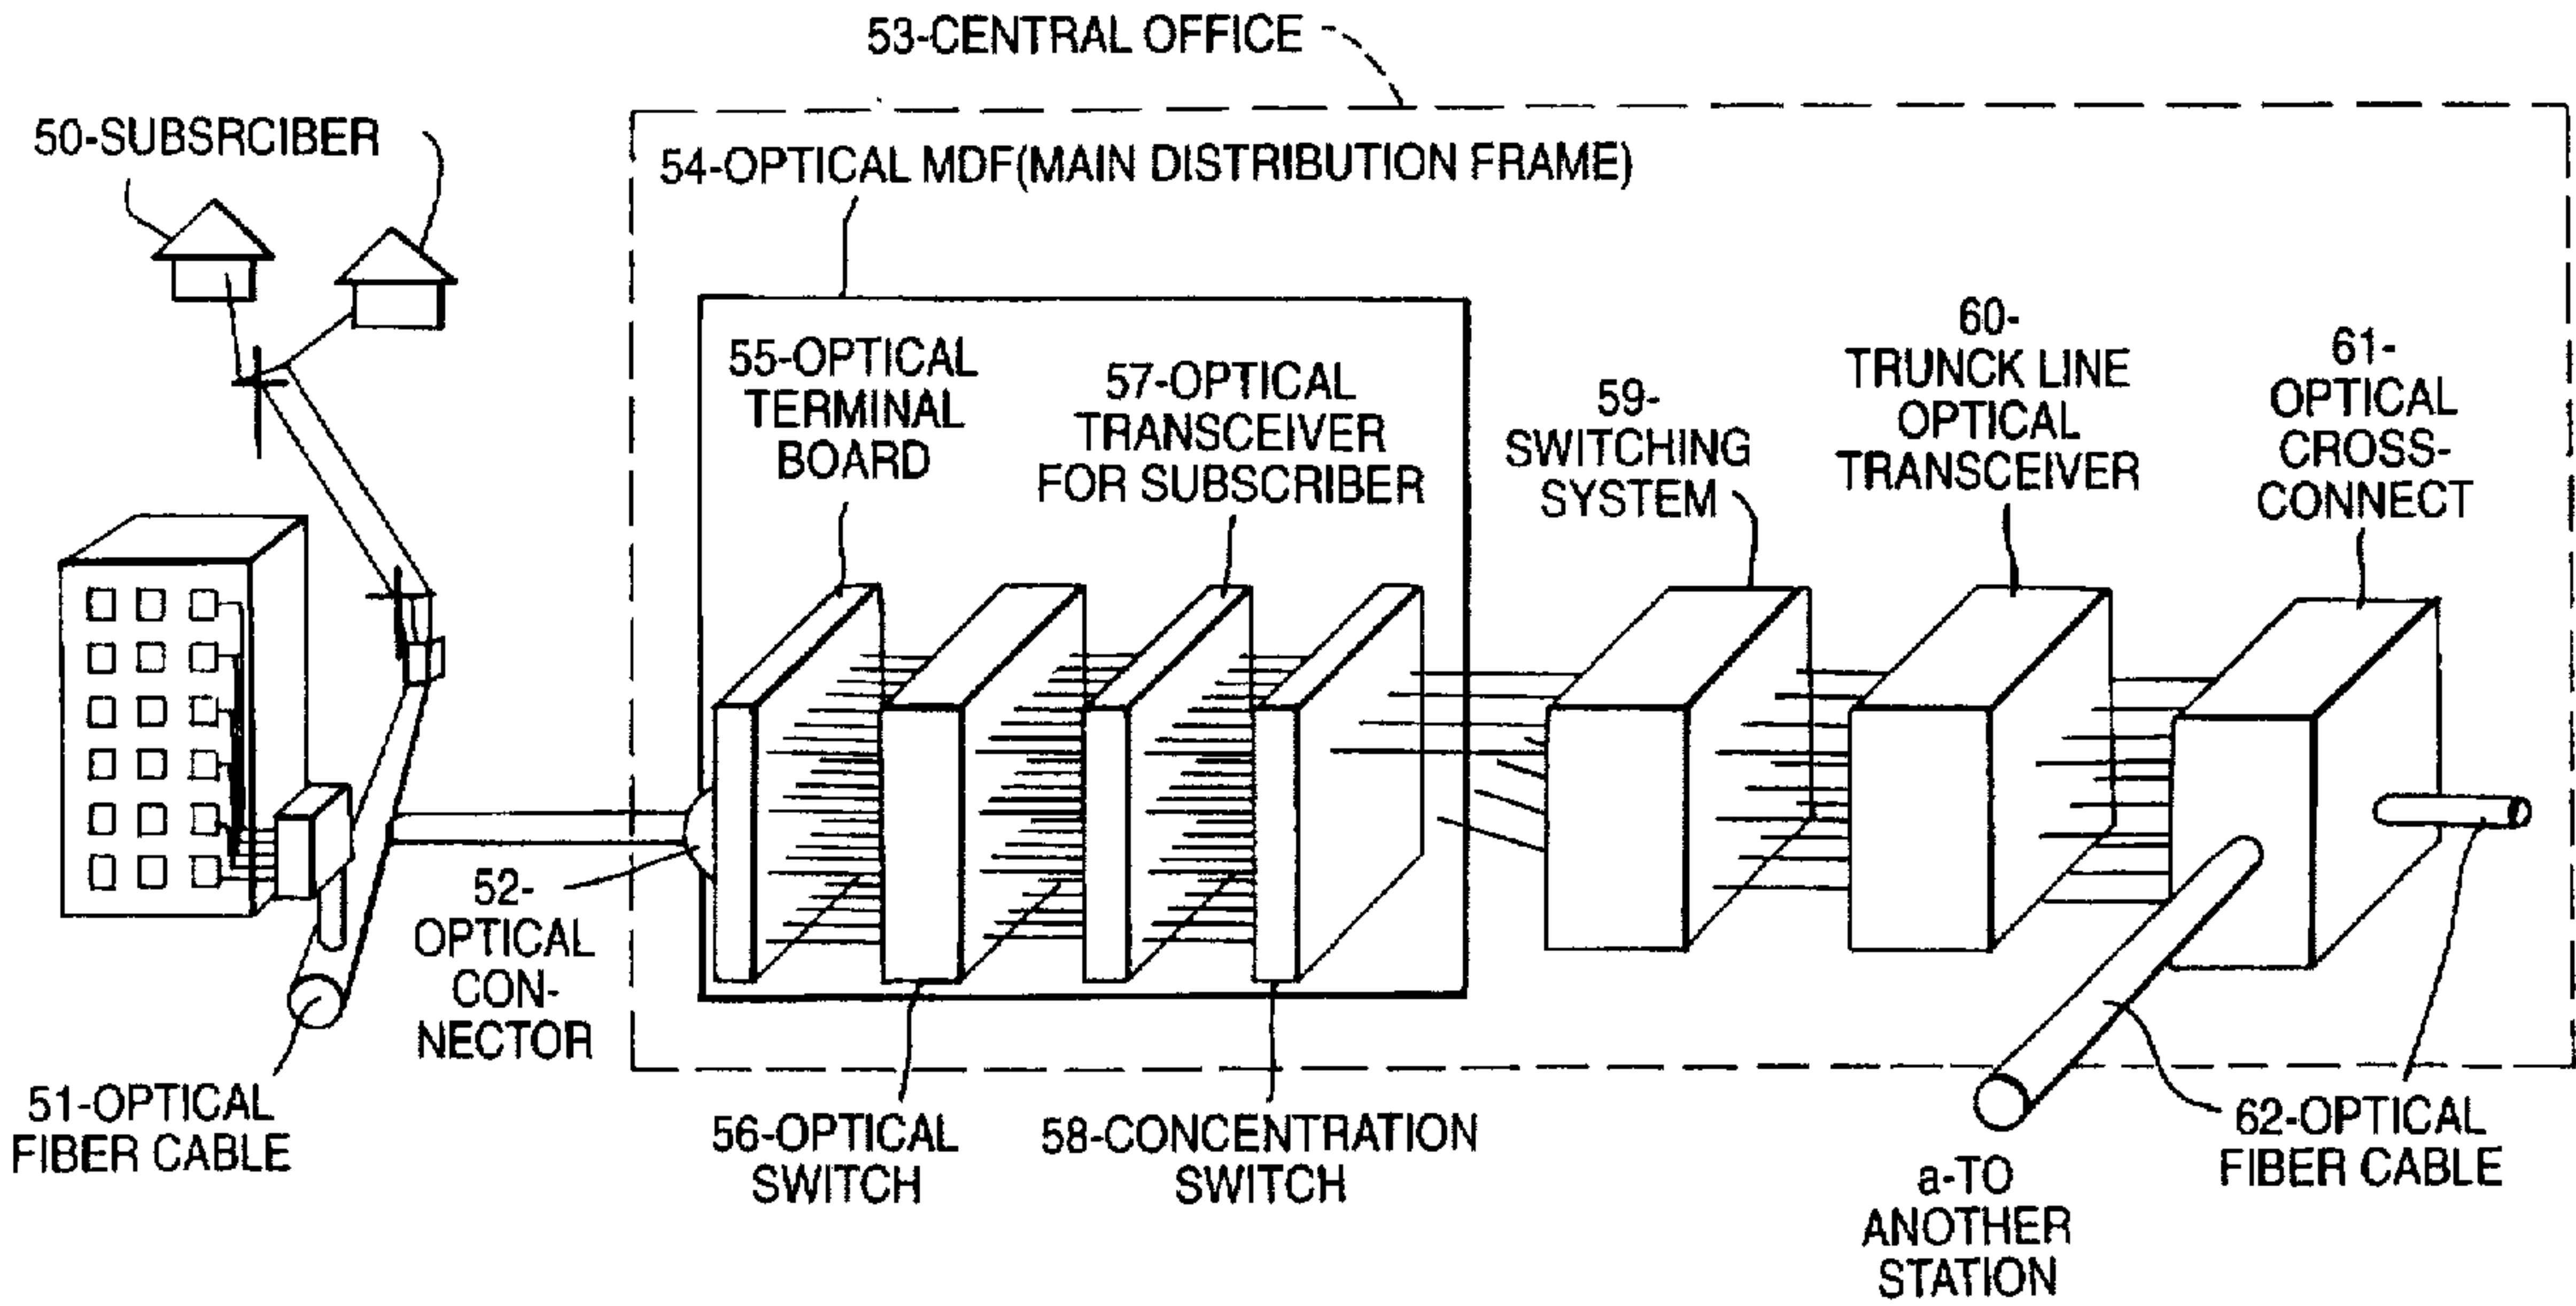 53-CENTRAL OFFICE
50-SUBSRCIBER
54-OPTICAL MDF(MAIN DISTRIBUTION FRAME)
55-OPTICAL
TERMINAL
BOARD
57-OPTICAL
TRANSCEIVER
FOR SUBSCRIBER
59-
SWITCHING
SYSTEM
60-
TRUNCK LINE
OPTICAL
TRANSCEIVER
61-
OPTICAL
CROSS-
CONNECT
52-
OPTICAL
CON-
NECTOR
51-OPTICAL
FIBER CABLE
56-OPTICAL
SWITCH
58-CONCENTRATION
SWITCH
a-TO
ANOTHER
STATION
62-OPTICAL
FIBER CABLE